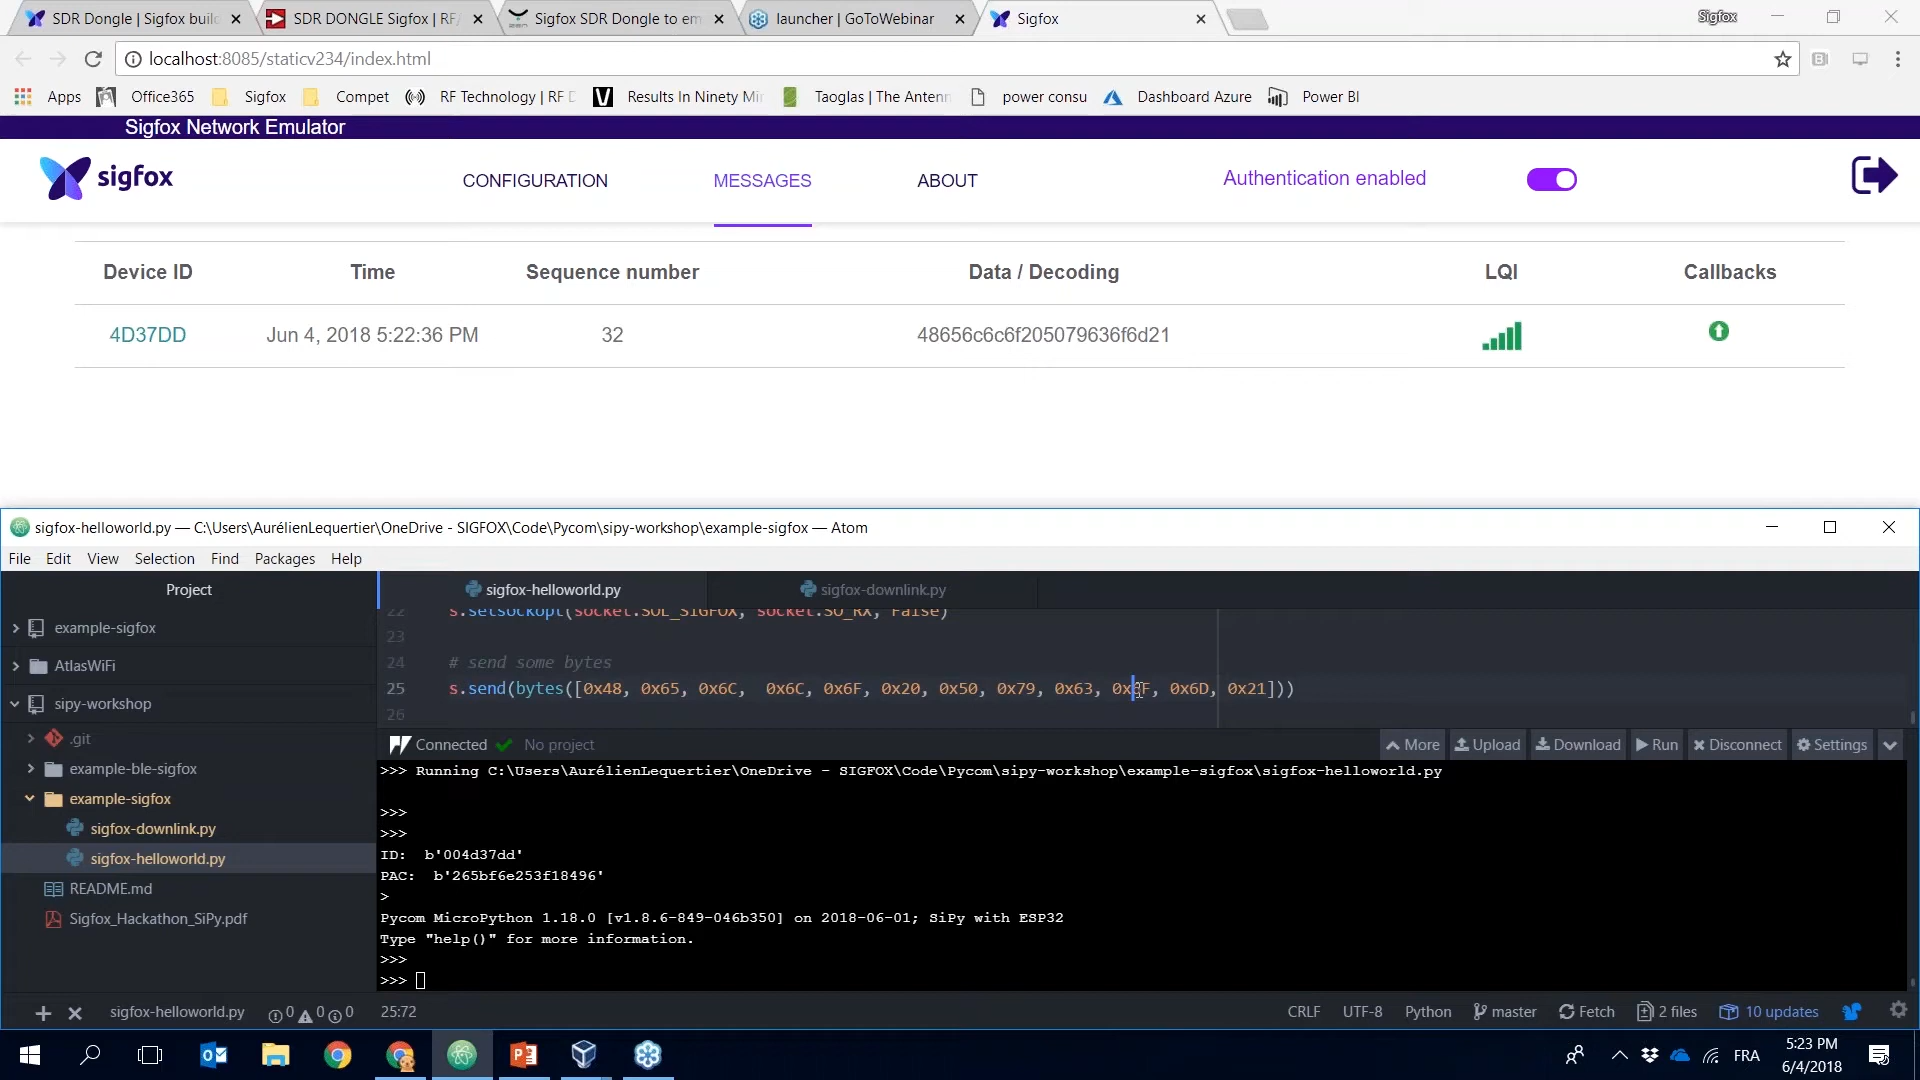 SDR Dongle | Sigfox buil
SDR DONGLE Sigfox | RF
Sigfox SDR Dongle to em
launcher | GoToWebinar
Sigfox
Sigfox
localhost:8085/staticv234/index.html
Apps
Office365
Sigfox
Compet
RF Technology | RF D
Results In Ninety Mi
Taoglas | The Anten
power consu
Dashboard Azure
Power BI
Sigfox Network Emulator
sigfox
CONFIGURATION
MESSAGES
ABOUT
Authentication enabled
Device ID
Time
Sequence number
Data / Decoding
LQI
Callbacks
4D37DD
Jun 4, 2018 5:22:36 PM
32
48656c6c6f205079636f6d21
sigfox-helloworld.py — C:\Users\AurélienLequertier\OneDrive - SIGFOX\Code\Pycom\sipy-workshop\example-sigfox — Atom
File Edit View Selection Find Packages Help
Project
sigfox-helloworld.py
sigfox-downlink.py
example-sigfox
AtlasWiFi
sipy-workshop
.git
example-ble-sigfox
example-sigfox
sigfox-downlink.py
sigfox-helloworld.py
README.md
Sigfox_Hackathon_SiPy.pdf
22 s.setsockopt(socket.SOL_SIGFOX, socket.SO_RX, False)
23
24 # send some bytes
25 s.send(bytes([0x48, 0x65, 0x6C,  0x6C, 0x6F, 0x20, 0x50, 0x79, 0x63, 0x6F, 0x6D, 0x21]))
26
Connected No project
More Upload Download Run Disconnect Settings
>>> Running C:\Users\AurélienLequertier\OneDrive - SIGFOX\Code\Pycom\sipy-workshop\example-sigfox\sigfox-helloworld.py
>>>
>>>
ID:  b'004d37dd'
PAC:  b'265bf6e253f18496'
>
Pycom MicroPython 1.18.0 [v1.8.6-849-046b350] on 2018-06-01; SiPy with ESP32
Type "help()" for more information.
>>>
>>>
sigfox-helloworld.py 0 0 0 25:72
CRLF UTF-8 Python master Fetch 2 files 10 updates
FRA
5:23 PM
6/4/2018